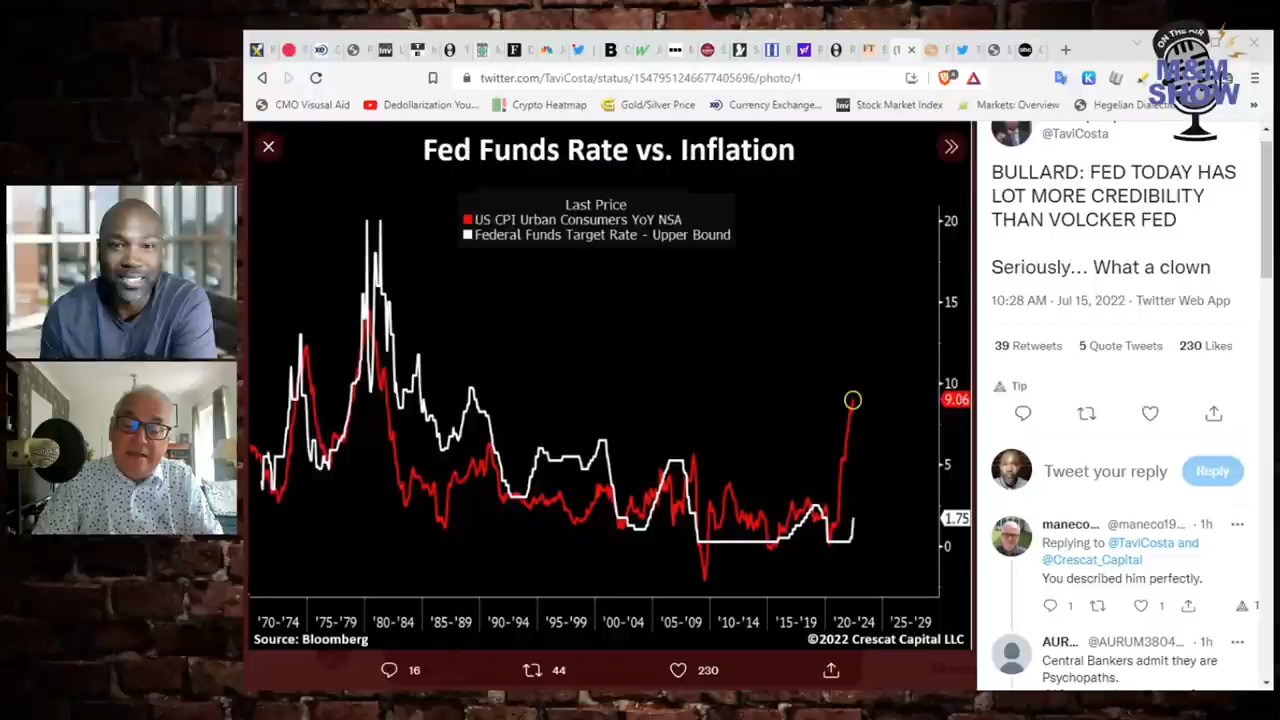 ON THE AIR
M&M
SHOW
twitter.com/TaviCosta/status/1547951246677405696/photo/1
CMO Visusal Aid
Dedollarization You...
Crypto Heatmap
Gold/Silver Price
Currency Exchange...
Stock Market Index
Markets: Overview
Hegelian Dialectic
Fed Funds Rate vs. Inflation
Last Price
US CPI Urban Consumers YoY NSA
Federal Funds Target Rate - Upper Bound
20
15
10
9.06
5
1.75
0
'70-'74 '75-'79 '80-'84 '85-'89 '90-'94 '95-'99 '00-'04 '05-'09 '10-'14 '15-'19 '20-'24 '25-'29
Source: Bloomberg
©2022 Crescat Capital LLC
16 44 230
@TaviCosta
BULLARD: FED TODAY HAS
LOT MORE CREDIBILITY
THAN VOLCKER FED
Seriously... What a clown
10:28 AM · Jul 15, 2022 · Twitter Web App
39 Retweets 5 Quote Tweets 230 Likes
Tip
Tweet your reply
Reply
maneco... @maneco19... · 1h
Replying to @TaviCosta and
@Crescat_Capital
You described him perfectly.
1 1
AUR... @AURUM3804... · 1h
Central Bankers admit they are
Psychopaths.